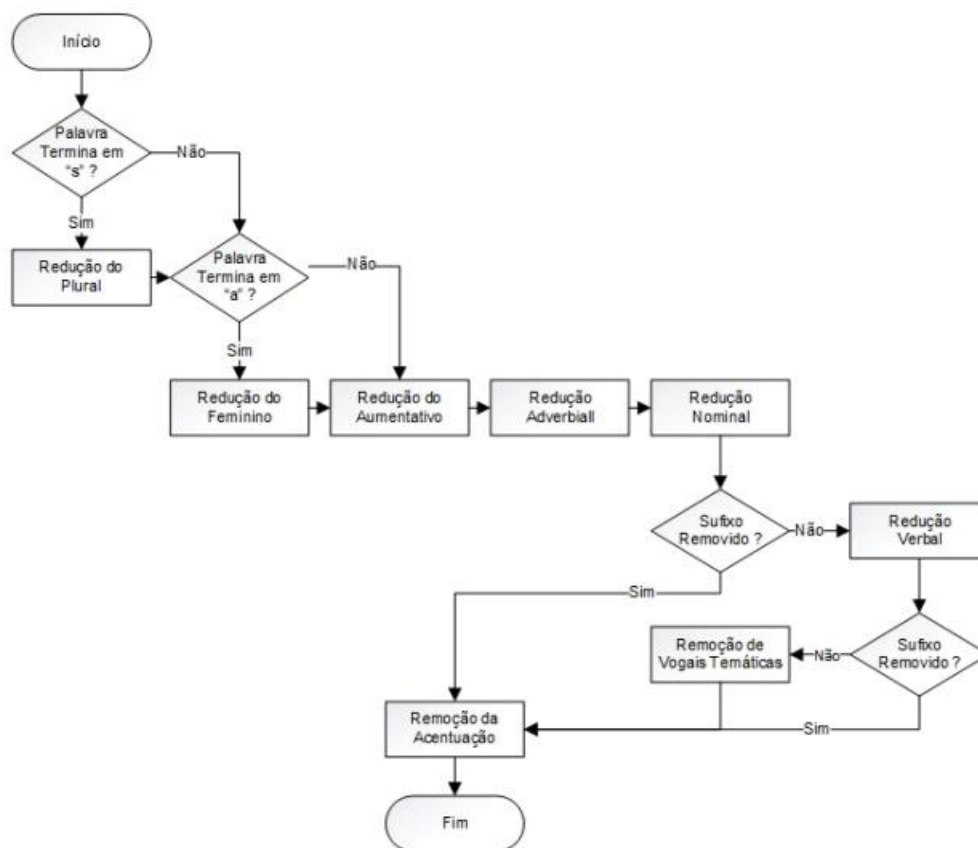 Início
Palavra
Termina em
"s" ?
Não
Sim
Redução do
Plural
Palavra
Termina em
"a" ?
Não
Sim
Redução do
Feminino
Redução do
Aumentativo
Redução
Adverbiall
Redução
Nominal
Sufixo
Removido ?
Não
Redução
Verbal
Sim
Sufixo
Removido ?
Não
Remoção de
Vogais Temáticas
Sim
Remoção da
Acentuação
Fim